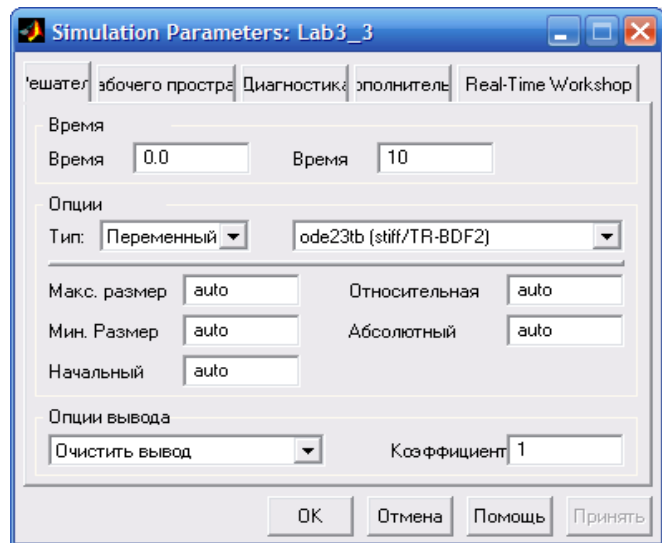 Simulation Parameters: Lab3_3
'ешател абочего простра Диагностика ополнитель Real-Time Workshop
Время
Время 0.0 Время 10
Опции
Тип: Переменный ode23tb (stiff/TR-BDF2)
Макс. размер auto Относительная auto
Мин. Размер auto Абсолютный auto
Начальный auto
Опции вывода
Очистить вывод Коэффициент 1
OK Отмена Помощь Принять